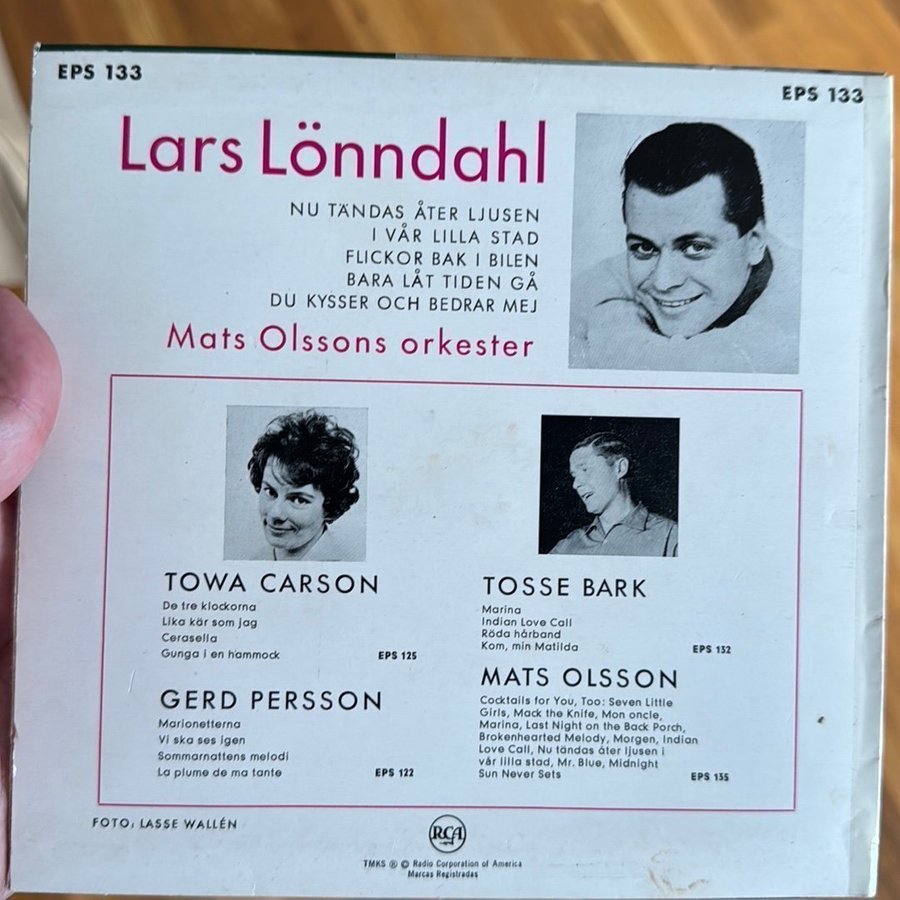 EPS 133
EPS 133
Lars Lönndahl
NU TÄNDAS ÅTER LJUSEN
I VÅR LILLA STAD
FLICKOR BAK I BILEN
BARA LÅT TIDEN GÅ
DU KYSSER OCH BEDRAR MEJ
Mats Olssons orkester
TOWA CARSON
De tre klockorna
Lika kär som jag
Cerasella
Gunga i en hammock
EPS 125
GERD PERSSON
Marionetterna
Vi ska ses igen
Sommarnattens melodi
La plume de ma tante
EPS 122
TOSSE BARK
Marina
Indian Love Call
Röda hårband
Kom, min Matilda
EPS 132
MATS OLSSON
Cocktails for You, Too: Seven Little
Girls, Mack the Knife, Mon oncle,
Marina, Last Night on the Back Porch,
Brokenhearted Melody, Morgen, Indian
Love Call, Nu tändas åter ljusen i
vår lilla stad, Mr. Blue, Midnight
Sun Never Sets
EPS 135
FOTO: LASSE WALLÉN
RCA
TMKS ® © Radio Corporation of America
Marcas Registradas